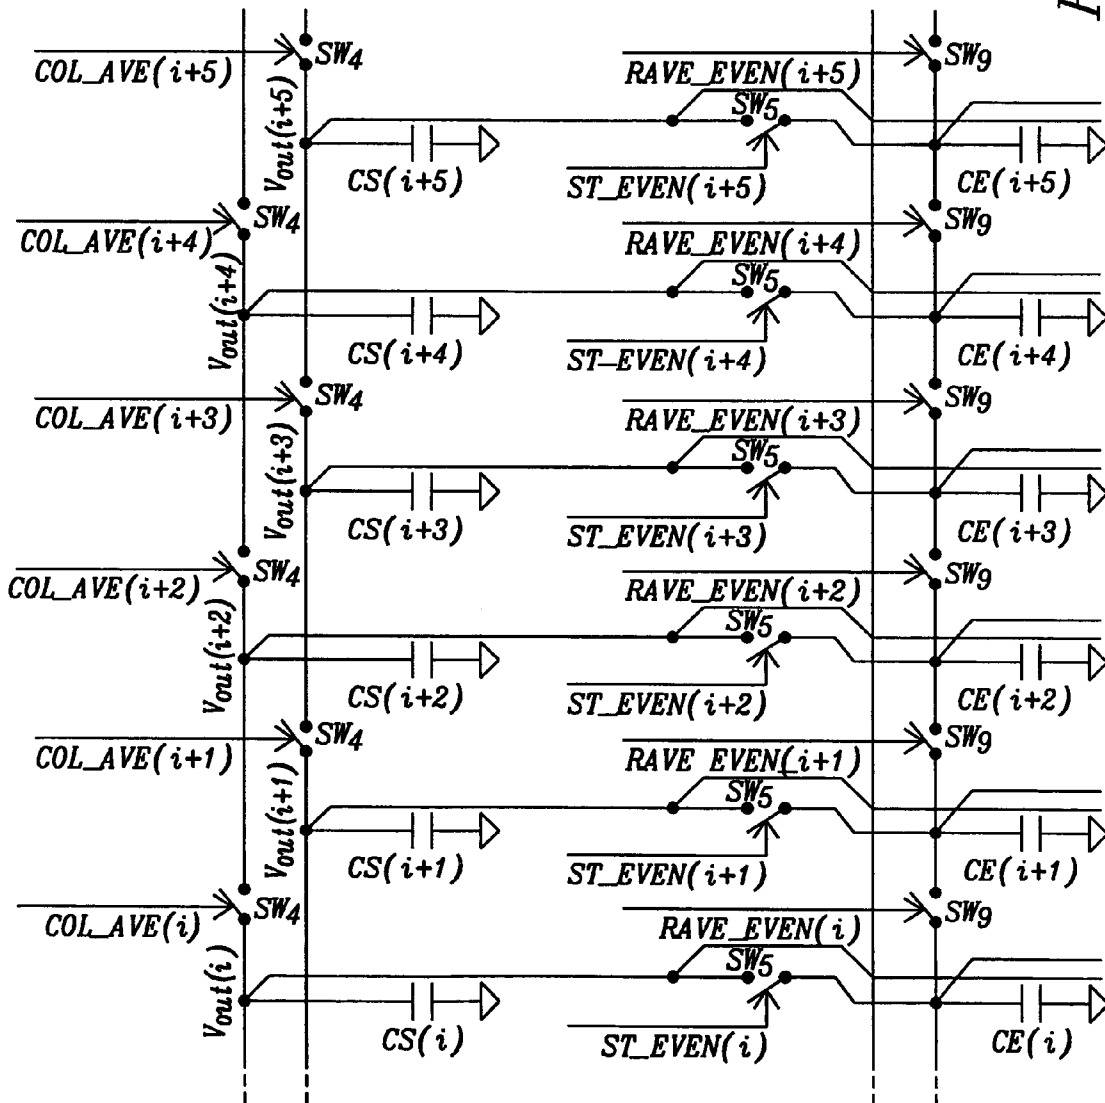 SW4
SW9
COL_AVE(i+5)
RAVE_EVEN(i+5)
SW5
Vout(i+5)
CS(i+5)
ST_EVEN(i+5)
CE(i+5)
SW4
SW9
COL_AVE(i+4)
RAVE_EVEN(i+4)
SW5
Vout(i+4)
CS(i+4)
ST_EVEN(i+4)
CE(i+4)
SW4
SW9
COL_AVE(i+3)
RAVE_EVEN(i+3)
SW5
Vout(i+3)
CS(i+3)
ST_EVEN(i+3)
CE(i+3)
SW4
SW9
COL_AVE(i+2)
RAVE_EVEN(i+2)
SW5
Vout(i+2)
CS(i+2)
ST_EVEN(i+2)
CE(i+2)
SW4
SW9
COL_AVE(i+1)
RAVE EVEN(i+1)
SW5
Vout(i+1)
CS(i+1)
ST_EVEN(i+1)
CE(i+1)
SW4
SW9
COL_AVE(i)
RAVE_EVEN(i)
SW5
Vout(i)
CS(i)
ST_EVEN(i)
CE(i)